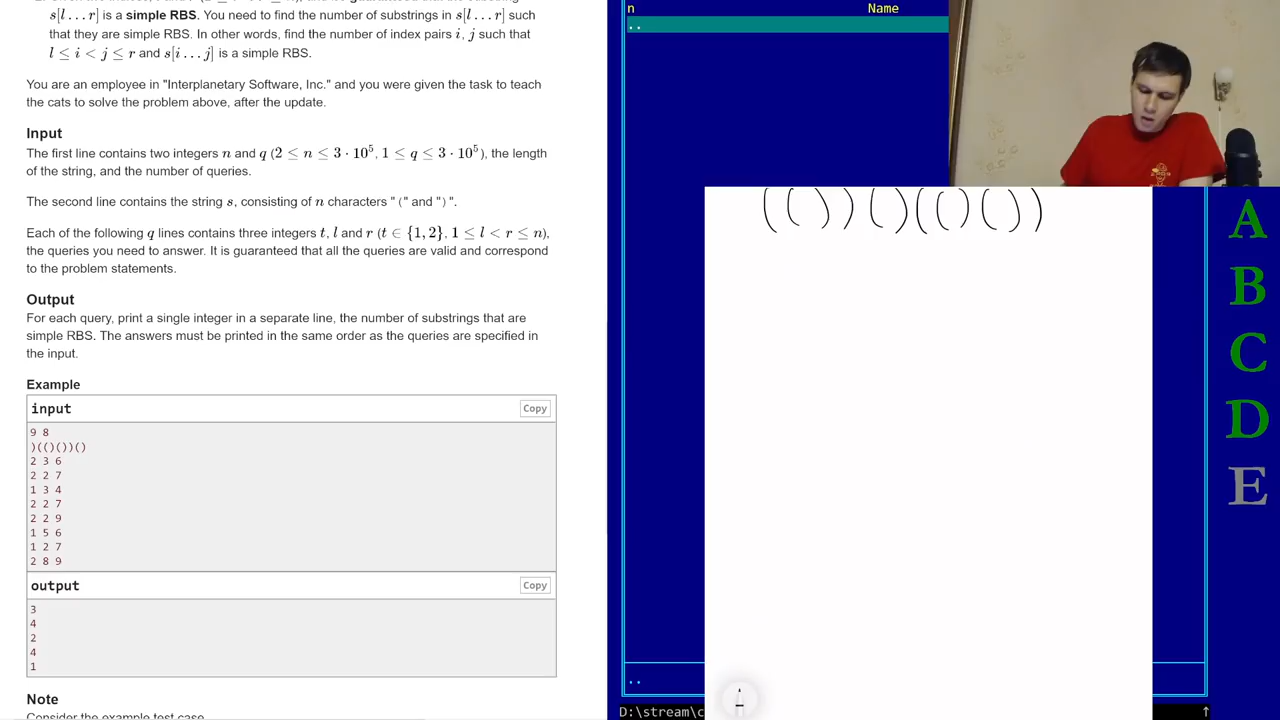 s[l…r] is a simple RBS. You need to find the number of substrings in s[l…r] such
that they are simple RBS. In other words, find the number of index pairs i, j such that
l ≤ i < j ≤ r and s[i…j] is a simple RBS.
You are an employee in "Interplanetary Software, Inc." and you were given the task to teach
the cats to solve the problem above, after the update.
Input
The first line contains two integers n and q (2 ≤ n ≤ 3 · 10⁵, 1 ≤ q ≤ 3 · 10⁵), the length
of the string, and the number of queries.
The second line contains the string s, consisting of n characters "(" and ")".
Each of the following q lines contains three integers t, l and r (t ∈ {1, 2}, 1 ≤ l < r ≤ n),
the queries you need to answer. It is guaranteed that all the queries are valid and correspond
to the problem statements.
Output
For each query, print a single integer in a separate line, the number of substrings that are
simple RBS. The answers must be printed in the same order as the queries are specified in
the input.
Example
input
Copy
9 8
)(()())()
2 3 6
2 2 7
1 3 4
2 2 7
2 2 9
1 5 6
1 2 7
2 8 9
output
Copy
3
4
2
4
1
Note
Consider the example test case.
n
Name
..
(())()(()())
..
D:\stream\c
↑
A
B
C
D
E